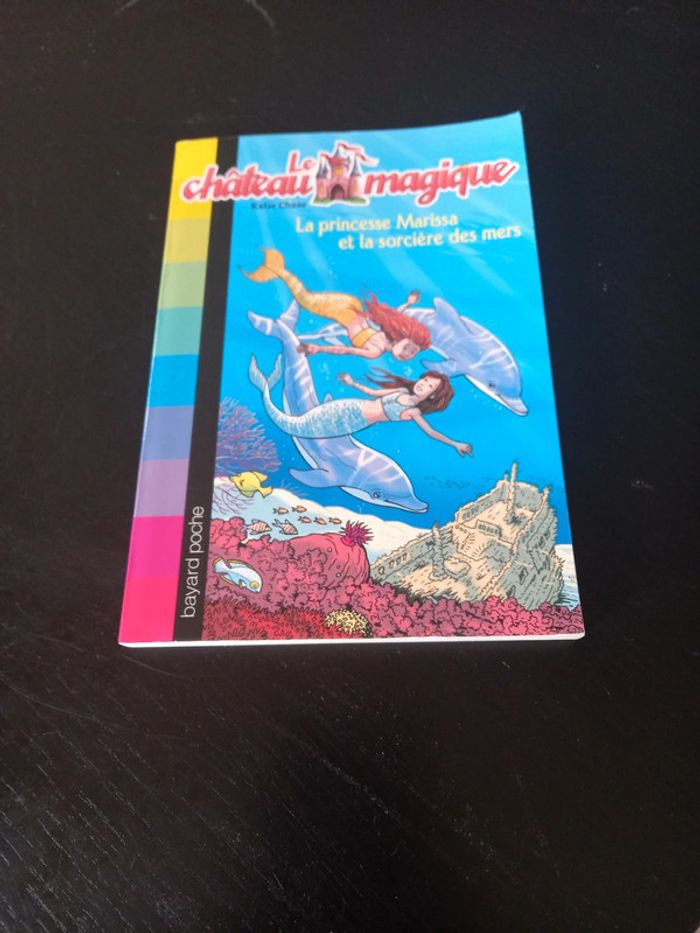 Le
château magique
Katie Chase
La princesse Marissa
et la sorcière des mers
bayard poche